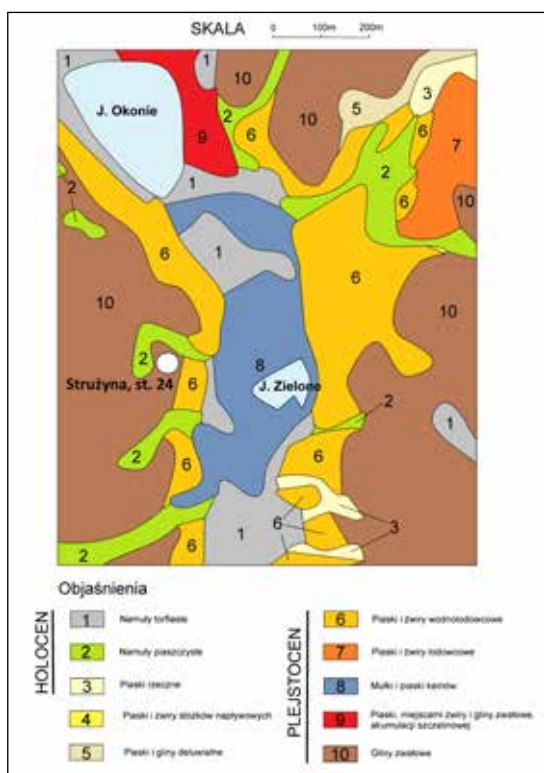 SKALA
0 100m 200m
1
J. Okonie
9
1
10
2
6
10
5
3
6
7
2
6
10
1
2
6
1
6
10
10
8
2
Strużyna, st. 24
6
J. Zielone
2
1
2
6
6
6
3
1
2
6
Objaśnienia
HOLOCEN
1 Namuły torfiaste
2 Namuły piaszczyste
3 Piaski rzeczne
4 Piaski i żwiry stożków napływowych
5 Piaski i gliny deluwialne
PLEJSTOCEN
6 Piaski i żwiry wodnolodowcowe
7 Piaski i żwiry lodowcowe
8 Mułki i piaski kemów
9 Piaski, miejscami żwiry i gliny zwałowe,
akumulacji szczelinowej
10 Gliny zwałowe